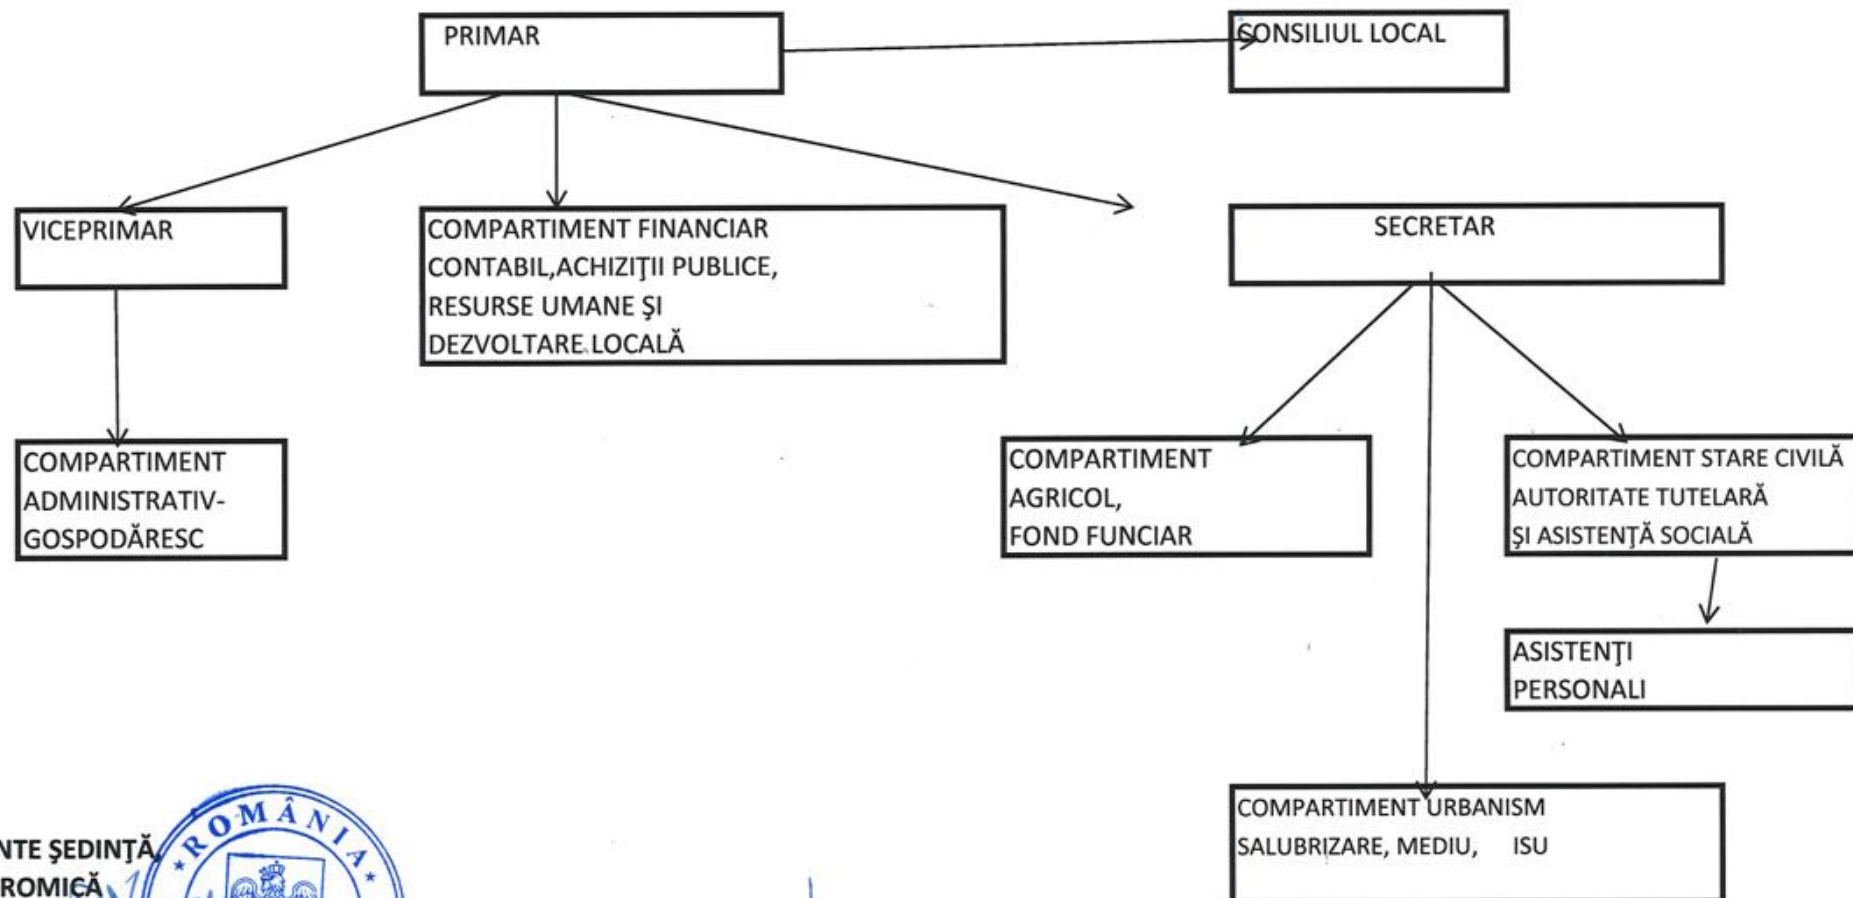 PRIMAR
CONSILIUL LOCAL
VICEPRIMAR
COMPARTIMENT FINANCIAR
CONTABIL,ACHIZIŢII PUBLICE,
RESURSE UMANE ŞI
DEZVOLTARE LOCALĂ
SECRETAR
COMPARTIMENT
ADMINISTRATIV-
GOSPODĂRESC
COMPARTIMENT
AGRICOL,
FOND FUNCIAR
COMPARTIMENT STARE CIVILĂ
AUTORITATE TUTELARĂ
ŞI ASISTENŢĂ SOCIALĂ
ASISTENŢI
PERSONALI
COMPARTIMENT URBANISM
SALUBRIZARE, MEDIU, ISU
NTE ŞEDINŢĂ,
ROMICĂ
ROMÂNIA